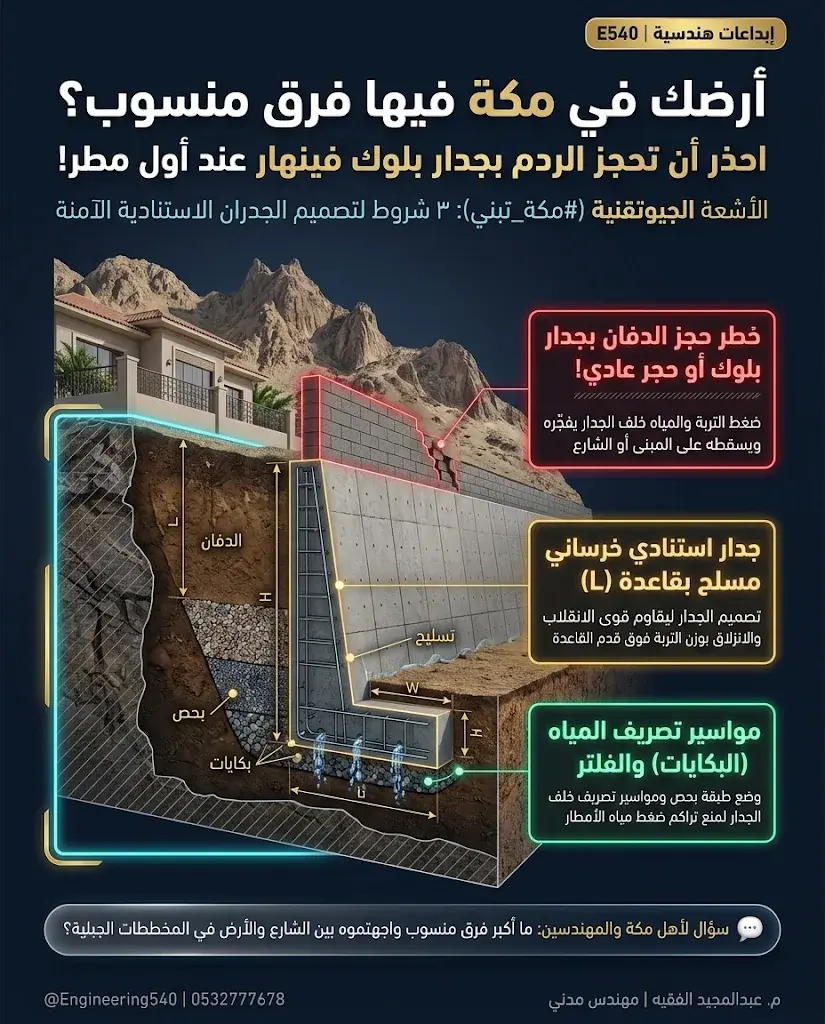 إبداعات هندسية | E540
أرضك في مكة فيها فرق منسوب؟
احذر أن تحجز الردم بجدار بلوك فينهار عند أول مطر!
الأشعة الجيوتقنية (#مكة_تبني): ٣ شروط لتصميم الجدران الاستنادية الآمنة
خطر حجز الدفان بجدار
بلوك أو حجر عادي!
ضغط التربة والمياه خلف الجدار يفجّره
ويسقطه على المبنى أو الشارع
L
الدفان
H
جدار استنادي خرساني
مسلح بقاعدة (L)
تصميم الجدار ليقاوم قوى الانقلاب
والانزلاق بوزن التربة فوق قدم القاعدة
تسليح
W
H
بحص
بكايات
مواسير تصريف المياه
(البكايات) والفلتر
وضع طبقة بحص ومواسير تصريف خلف
الجدار لمنع تراكم ضغط مياه الأمطار
سؤال لأهل مكة والمهندسين: ما أكبر فرق منسوب واجهتموه بين الشارع والأرض في المخططات الجبلية؟
م. عبدالمجيد الفقيه | مهندس مدني
@Engineering540 | 0532777678